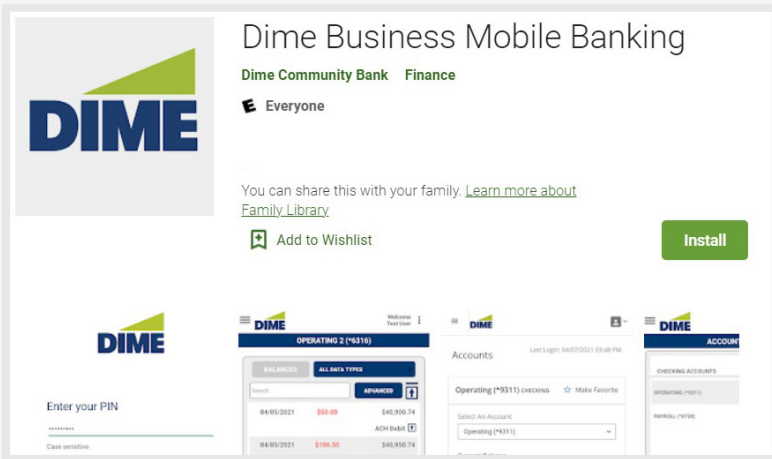 Dime Business Mobile Banking
Dime Community Bank Finance
E Everyone
DIME
You can share this with your family. Learn more about
Family Library
Add to Wishlist
Install
DIME
Enter your PIN
Case sensitive
DIME
Welcome
Test User
OPERATING 2 (*6316)
BALANCES ALL DATA TYPES
Search ADVANCED
04/05/2021 $50.00 $40,900.74
ACH Debit
04/05/2021 $106.50 $40,950.74
DIME
Accounts Last Login: 04/07/2021 03:48 PM
Operating (*9311) CHECKING Make Favorite
Select An Account
Operating (*6311)
DIME
ACCOUN
CHECKING ACCOUNTS
OPERATING (*9311)
PAYROLL (*6720)